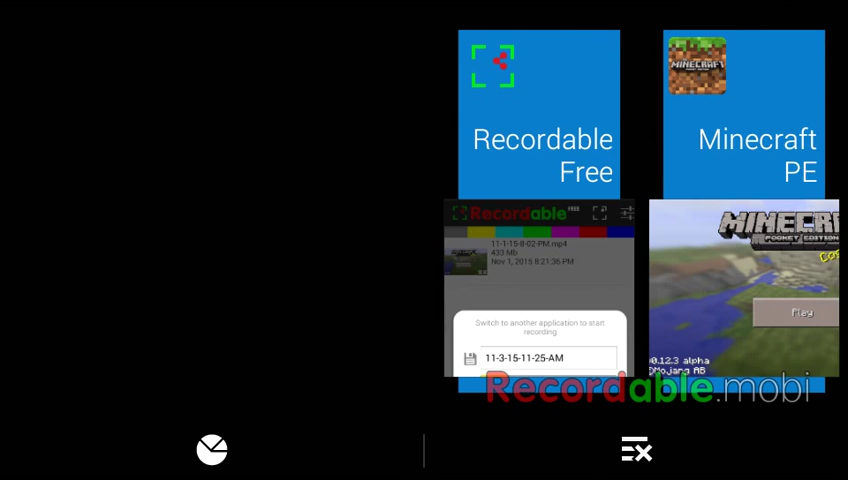 MINECRAFT
Recordable
Free
Minecraft
PE
Recordable FREE
11-1-15-8-02-PM.mp4
433 Mb
Nov 1, 2015 8:21:36 PM
Switch to another application to start
recording
11-3-15-11-25-AM
MINECRA
POCKET EDITION
Play
v0.12.3 alpha
©Mojang AB
Recordable.mobi